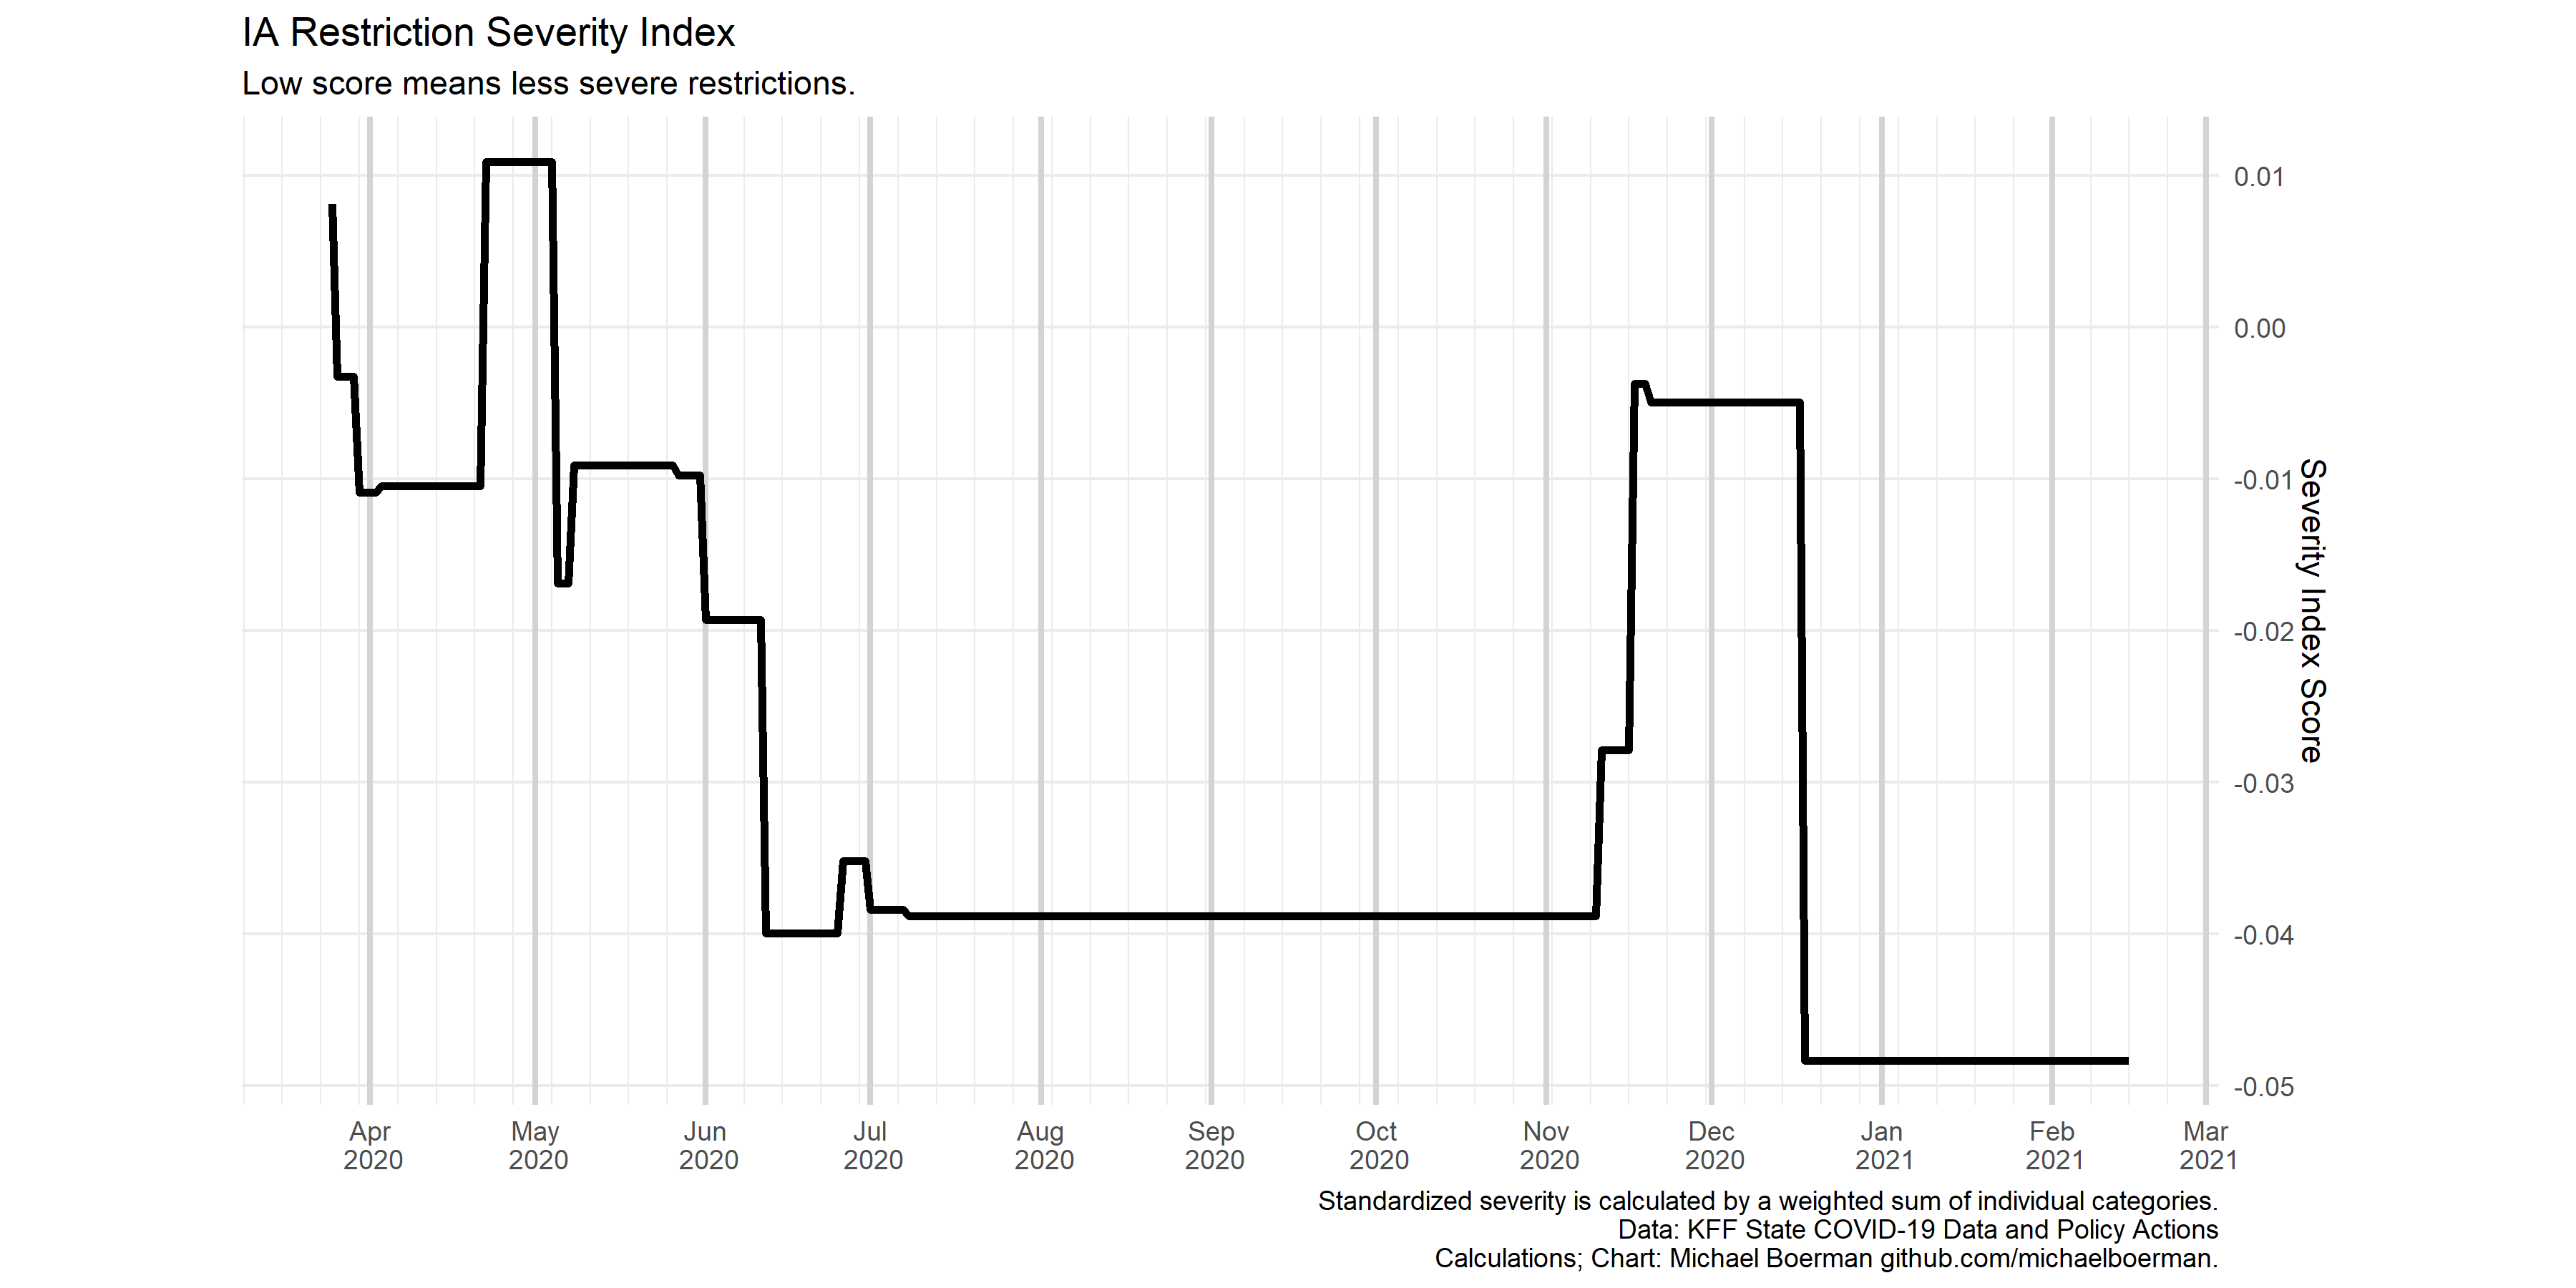 IA Restriction Severity Index
Low score means less severe restrictions.
0.01
0.00
-0.01
-0.02
-0.03
-0.04
-0.05
Severity Index Score
Apr May Jun Jul Aug Sep Oct Nov Dec Jan Feb Mar
2020 2020 2020 2020 2020 2020 2020 2020 2020 2021 2021 2021
Standardized severity is calculated by a weighted sum of individual categories.
Data: KFF State COVID-19 Data and Policy Actions
Calculations; Chart: Michael Boerman github.com/michaelboerman.